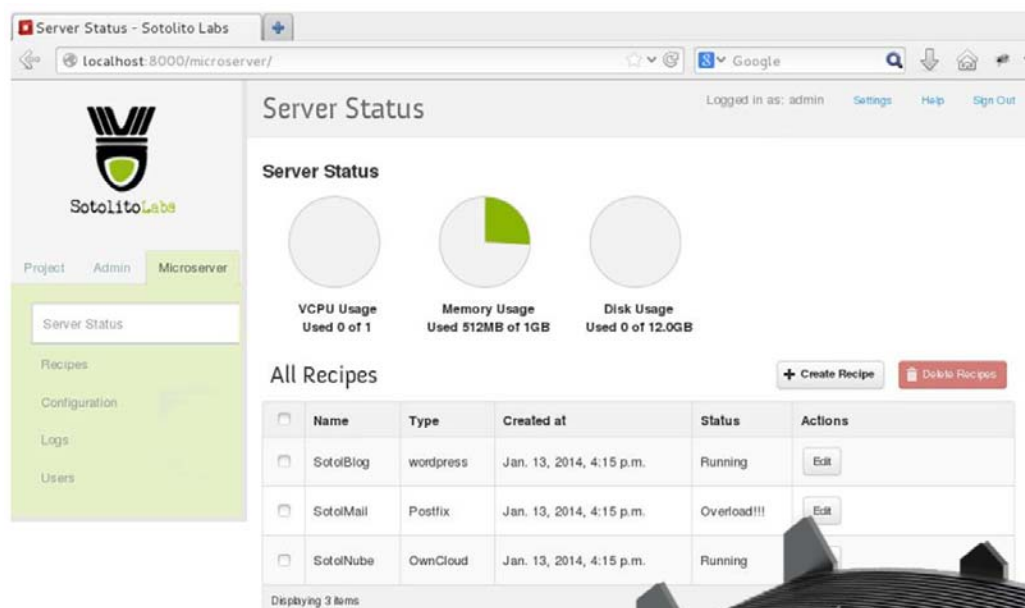 Server Status - Sotolito Labs
localhost:8000/microserver/
Google
SotolitoLabs
Project Admin Microserver
Server Status
Recipes
Configuration
Logs
Users
Server Status
Logged in as: admin Settings Help Sign Out
Server Status
VCPU Usage
Used 0 of 1
Memory Usage
Used 512MB of 1GB
Disk Usage
Used 0 of 12.0GB
All Recipes
Create Recipe
Delete Recipes
Name Type Created at Status Actions
SotolBlog wordpress Jan. 13, 2014, 4:15 p.m. Running Edit
SotolMail Postfix Jan. 13, 2014, 4:15 p.m. Overload!!! Edit
SotolNube OwnCloud Jan. 13, 2014, 4:15 p.m. Running
Displaying 3 items